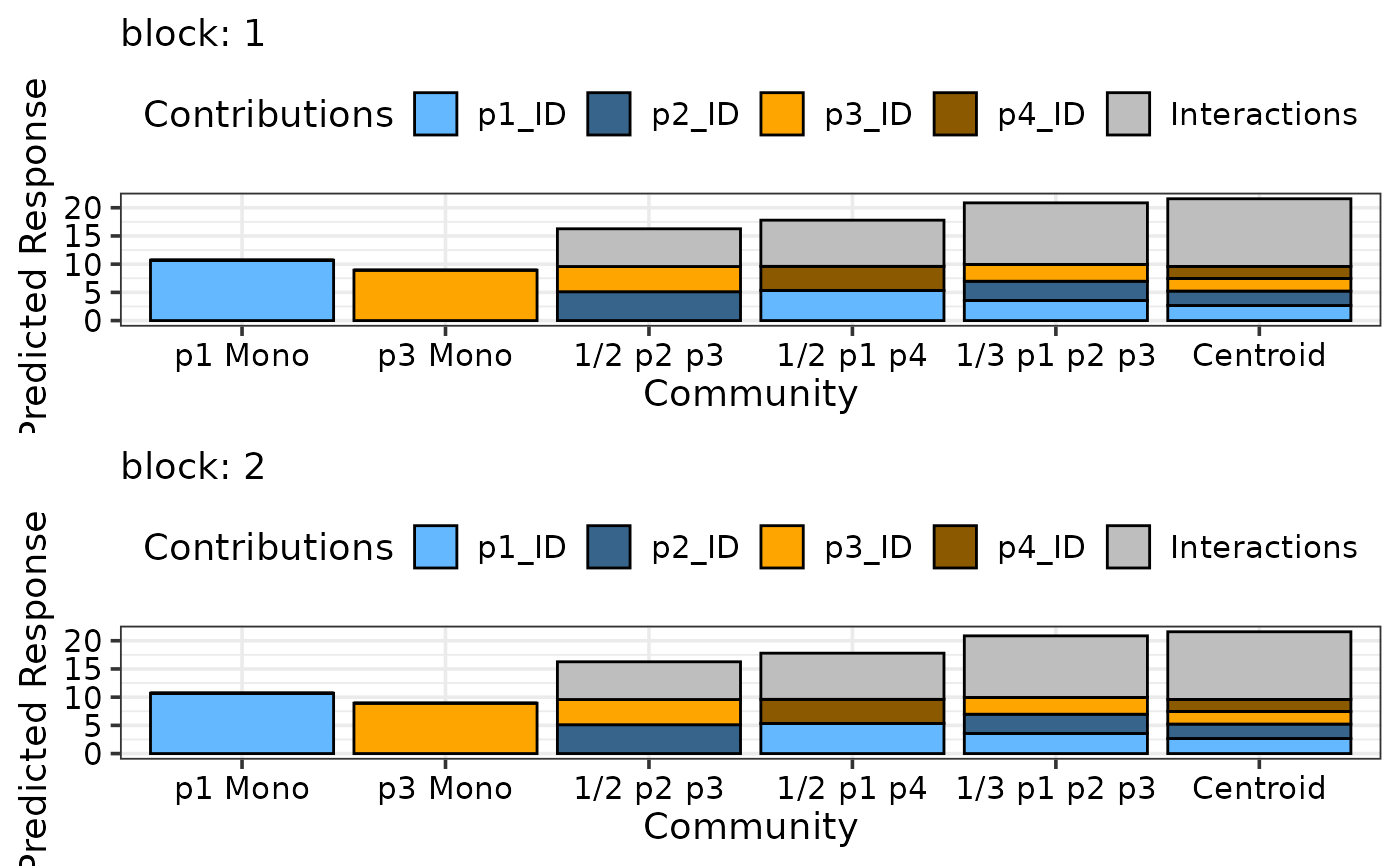 block: 1
Contributions p1_ID p2_ID p3_ID p4_ID Interactions
Predicted Response
20
15
10
5
0
p1 Mono p3 Mono 1/2 p2 p3 1/2 p1 p4 1/3 p1 p2 p3 Centroid
Community
block: 2
Contributions p1_ID p2_ID p3_ID p4_ID Interactions
Predicted Response
20
15
10
5
0
p1 Mono p3 Mono 1/2 p2 p3 1/2 p1 p4 1/3 p1 p2 p3 Centroid
Community